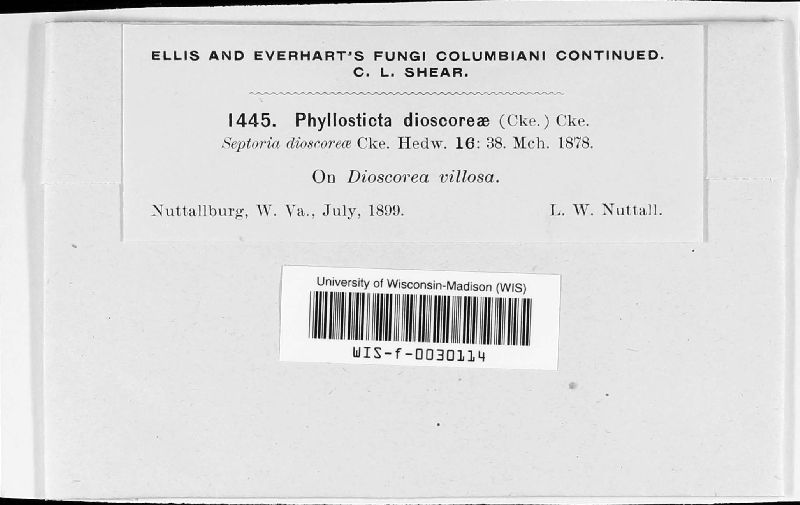 ELLIS AND EVERHART'S FUNGI COLUMBIANI CONTINUED.
C. L. SHEAR.
1445. Phyllosticta dioscoreæ (Cke.) Cke.
Septoria dioscoreæ Cke. Hedw. 16: 38. Mch. 1878.
On Dioscorea villosa.
Nuttallburg, W. Va., July, 1899. L. W. Nuttall.
University of Wisconsin-Madison (WIS)
WIS-f-0030114